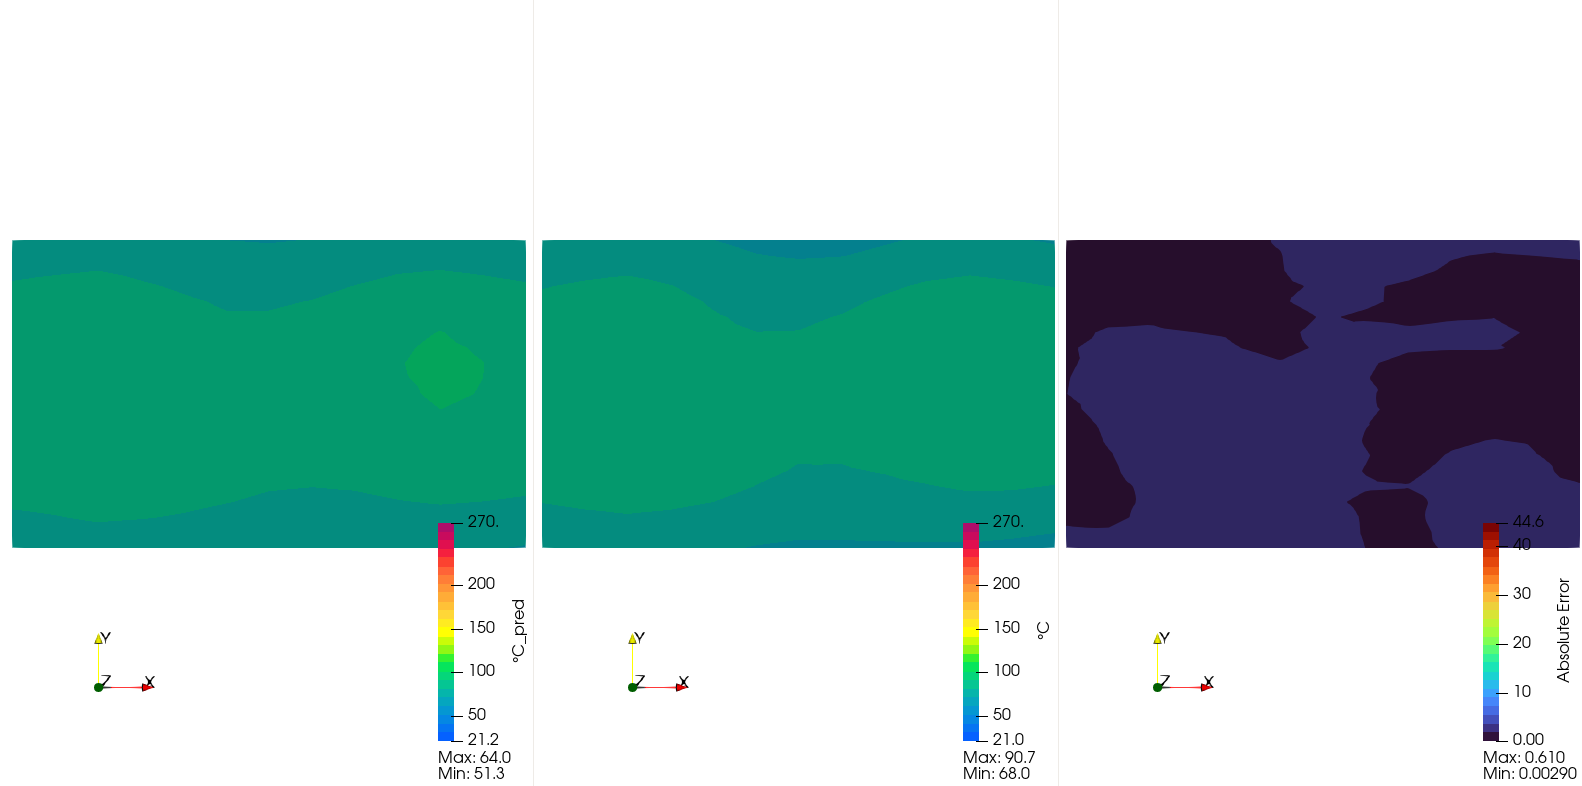 270.
200
150
100
50
21.2
°C_pred
Max: 64.0
Min: 51.3
Y
Z
X
270.
200
150
100
50
21.0
°C
Max: 90.7
Min: 68.0
Y
Z
X
44.6
40
30
20
10
0.00
Absolute Error
Max: 0.610
Min: 0.00290
Y
Z
X